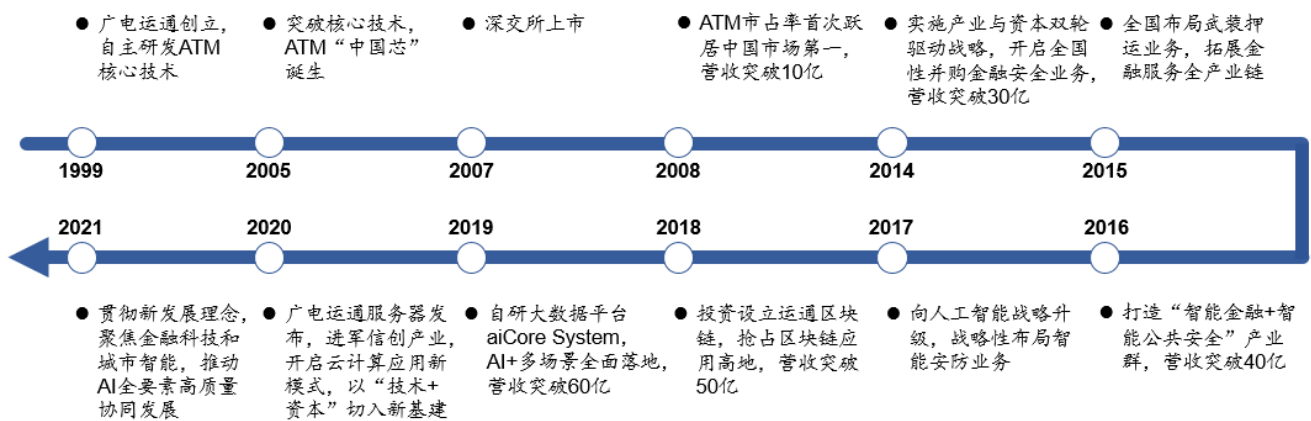 ● 广电运通创立，
自主研发ATM
核心技术
● 突破核心技术，
ATM“中国芯”
诞生
● 深交所上市
● ATM市占率首次跃
居中国市场第一，
营收突破10亿
● 实施产业与资本双轮
驱动战略，开启全国
性并购金融安全业务，
营收突破30亿
● 全国布局武装押
运业务，拓展金
融服务全产业链
1999
2005
2007
2008
2014
2015
2021
2020
2019
2018
2017
2016
● 贯彻新发展理念，
聚焦金融科技和
城市智能，推动
AI全要素高质量
协同发展
● 广电运通服务器发
布，进军信创产业，
开启云计算应用新
模式，以“技术+
资本”切入新基建
● 自研大数据平台
aiCore System，
AI+多场景全面落地，
营收突破60亿
● 投资设立运通区块
链，抢占区块链应
用高地，营收突破
50亿
● 向人工智能战略升
级，战略性布局智
能安防业务
● 打造“智能金融+智
能公共安全”产业
群，营收突破40亿